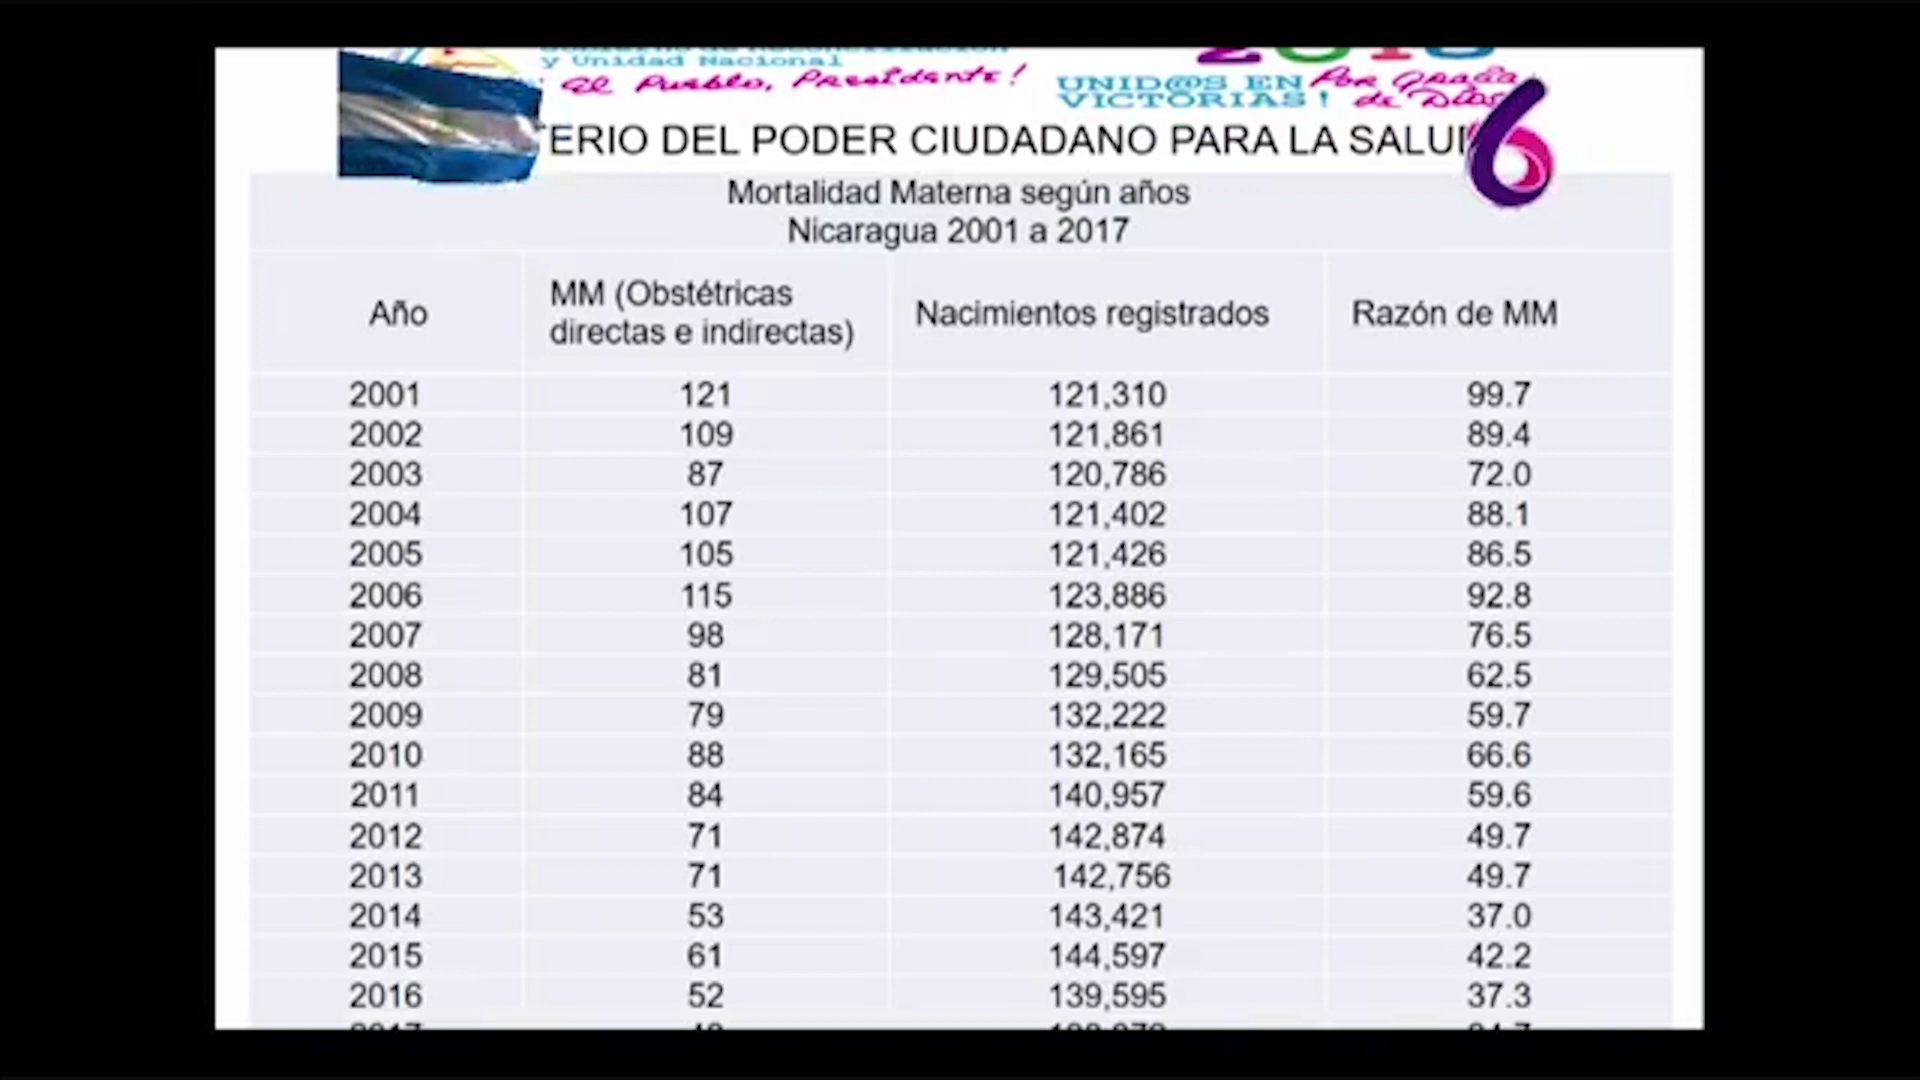 y Unidad Nacional
¡El Pueblo, Presidente!
UNID@S EN Por Gracia
VICTORIAS! de Dios
6
TERIO DEL PODER CIUDADANO PARA LA SALUD
Mortalidad Materna según años
Nicaragua 2001 a 2017
Año MM (Obstétricas directas e indirectas) Nacimientos registrados Razón de MM
2001 121 121,310 99.7
2002 109 121,861 89.4
2003 87 120,786 72.0
2004 107 121,402 88.1
2005 105 121,426 86.5
2006 115 123,886 92.8
2007 98 128,171 76.5
2008 81 129,505 62.5
2009 79 132,222 59.7
2010 88 132,165 66.6
2011 84 140,957 59.6
2012 71 142,874 49.7
2013 71 142,756 49.7
2014 53 143,421 37.0
2015 61 144,597 42.2
2016 52 139,595 37.3